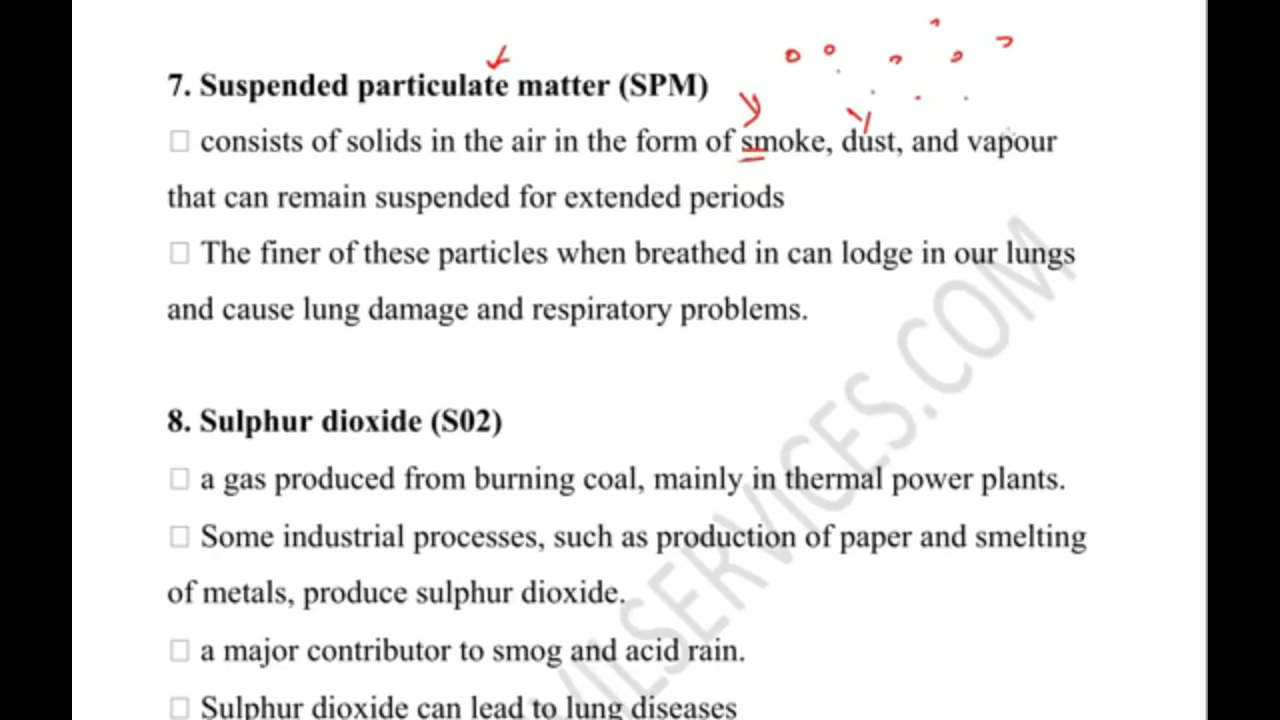 7. Suspended particulate matter (SPM)
□ consists of solids in the air in the form of smoke, dust, and vapour
that can remain suspended for extended periods
□ The finer of these particles when breathed in can lodge in our lungs
and cause lung damage and respiratory problems.
8. Sulphur dioxide (S02)
□ a gas produced from burning coal, mainly in thermal power plants.
□ Some industrial processes, such as production of paper and smelting
of metals, produce sulphur dioxide.
□ a major contributor to smog and acid rain.
□ Sulphur dioxide can lead to lung diseases
VILSERVICES.COM